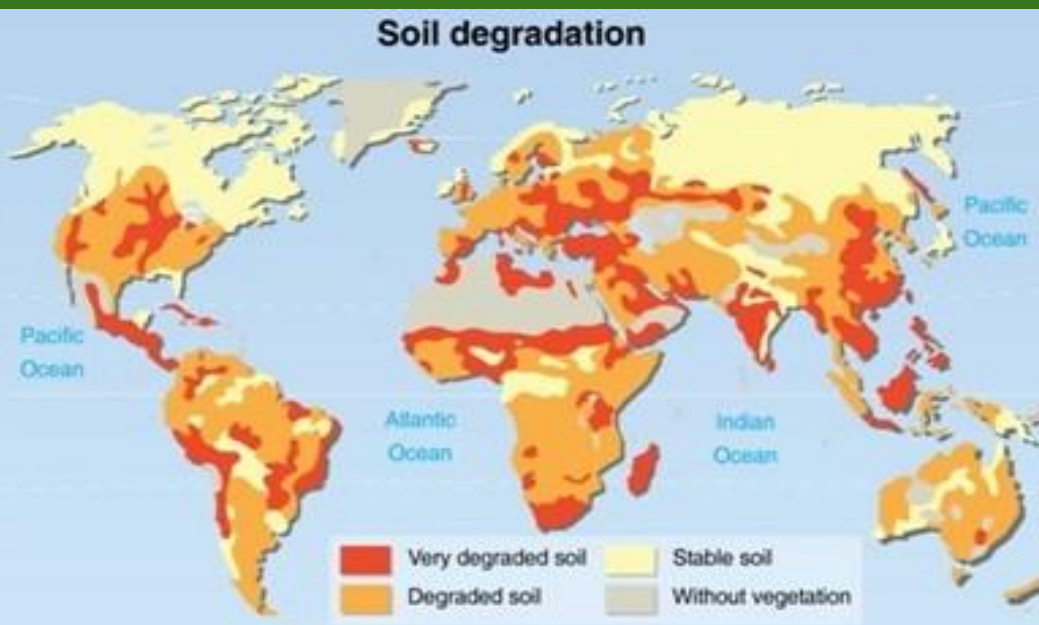 Soil degradation
Pacific
Ocean
Pacific
Ocean
Atlantic
Ocean
Indian
Ocean
Very degraded soil
Stable soil
Degraded soil
Without vegetation